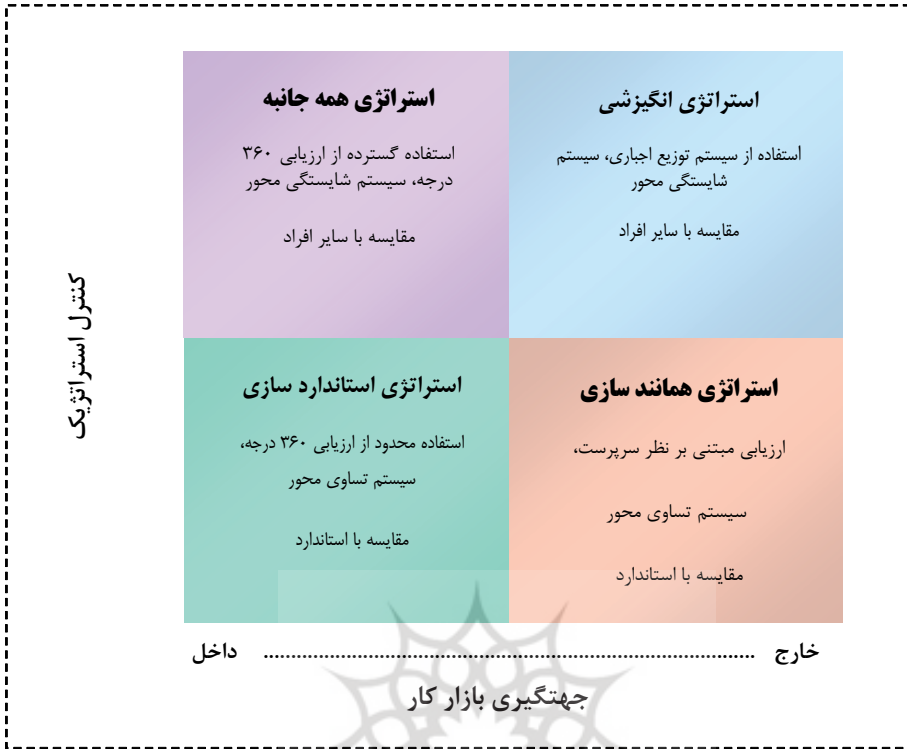 استراتژی انگیزشی
استفاده از سیستم توزیع اجباری، سیستم
شایستگی محور
مقایسه با سایر افراد
استراتژی همه جانبه
استفاده گسترده از ارزیابی ۳۶۰
درجه، سیستم شایستگی محور
مقایسه با سایر افراد
استراتژی همانند سازی
ارزیابی مبتنی بر نظر سرپرست،
سیستم تساوی محور
مقایسه با استاندارد
استراتژی استاندارد سازی
استفاده محدود از ارزیابی ۳۶۰ درجه،
سیستم تساوی محور
مقایسه با استاندارد
کنترل استراتژیک
خارج ........................................................................................... داخل
جهتگیری بازار کار